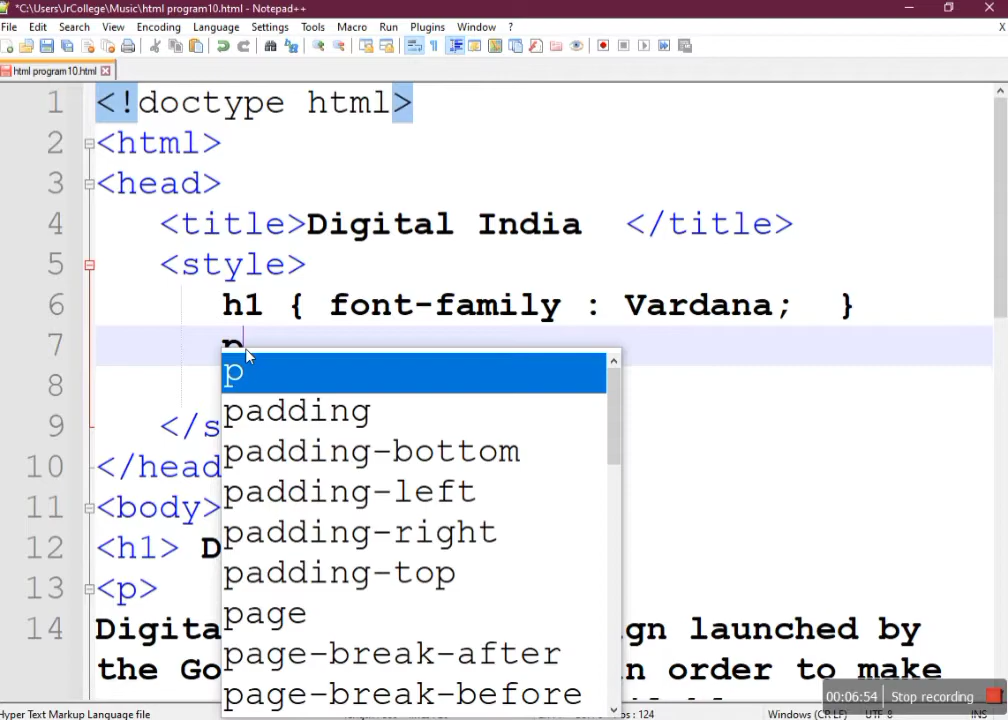 *C:\Users\JrCollege\Music\html program10.html - Notepad++
File Edit Search View Encoding Language Settings Tools Macro Run Plugins Window ? X
html program10.html
1 <!doctype html>
2 <html>
3 <head>
4 <title>Digital India </title>
5 <style>
6 h1 { font-family : Vardana; }
7 p
8 p
padding
9 </s
padding-bottom
10 </head
padding-left
11 <body>
padding-right
12 <h1> D
padding-top
13 <p>
page
14 Digita gn launched by
page-break-after
the Go n order to make
page-break-before
00:06:54 Stop recording
Hyper Text Markup Language file os : 124 Windows (CR LF) UTF-8 INS